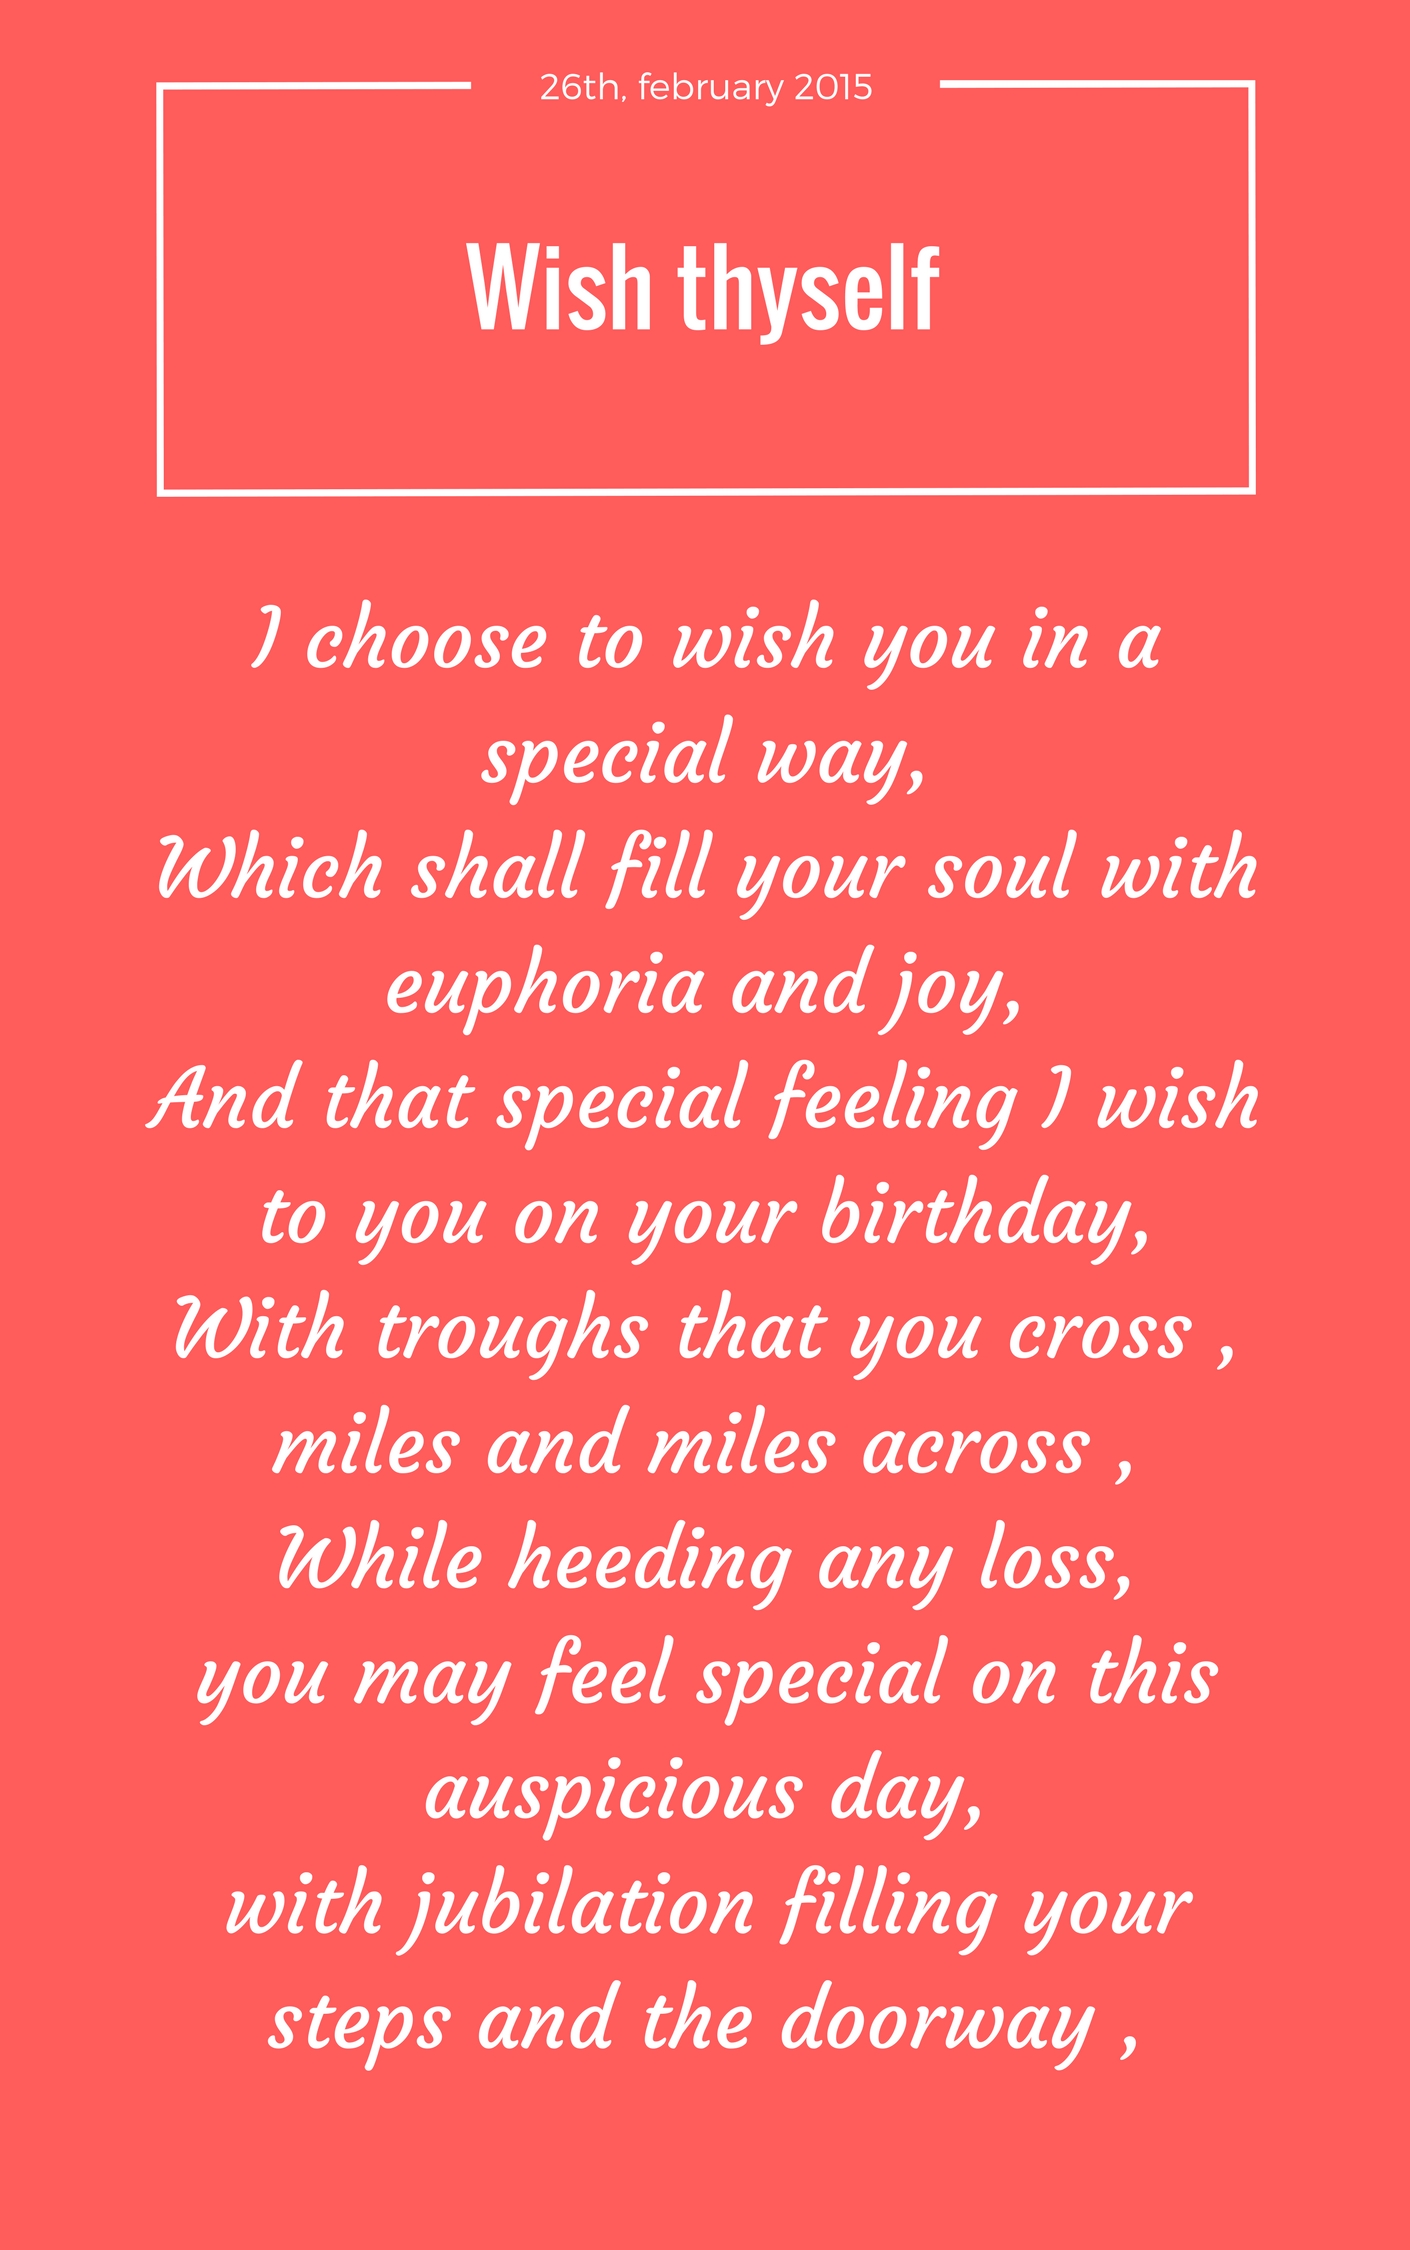 26th, february 2015
Wish thyself
I choose to wish you in a
special way,
Which shall fill your soul with
euphoria and joy,
And that special feeling I wish
to you on your birthday,
With troughs that you cross ,
miles and miles across ,
While heeding any loss,
you may feel special on this
auspicious day,
with jubilation filling your
steps and the doorway ,